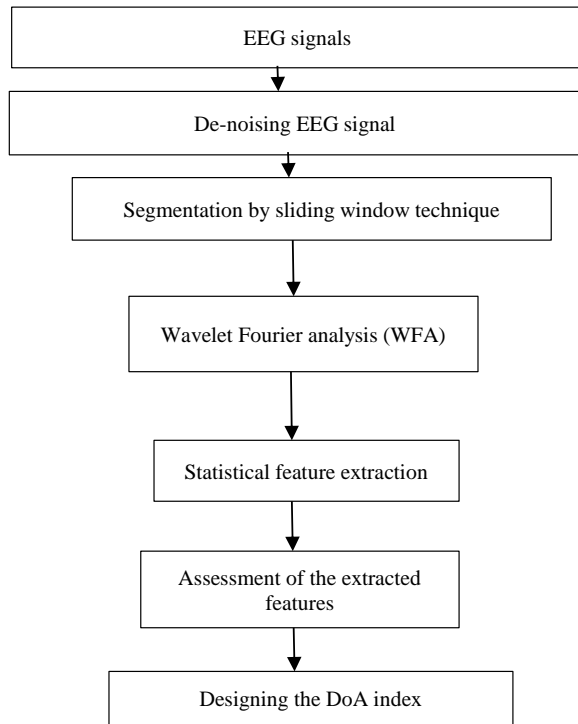 EEG signals
De-noising EEG signal
Segmentation by sliding window technique
Wavelet Fourier analysis (WFA)
Statistical feature extraction
Assessment of the extracted
features
Designing the DoA index